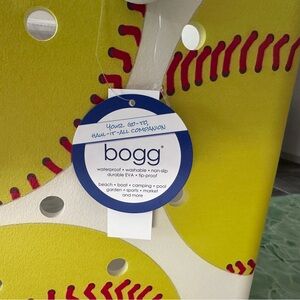 YOUR GO-TO,
HAUL-IT-ALL COMPANION
bogg®
waterproof • washable • non-slip
durable EVA • tip-proof
beach • boat • camping • pool
garden • sports • market
and more